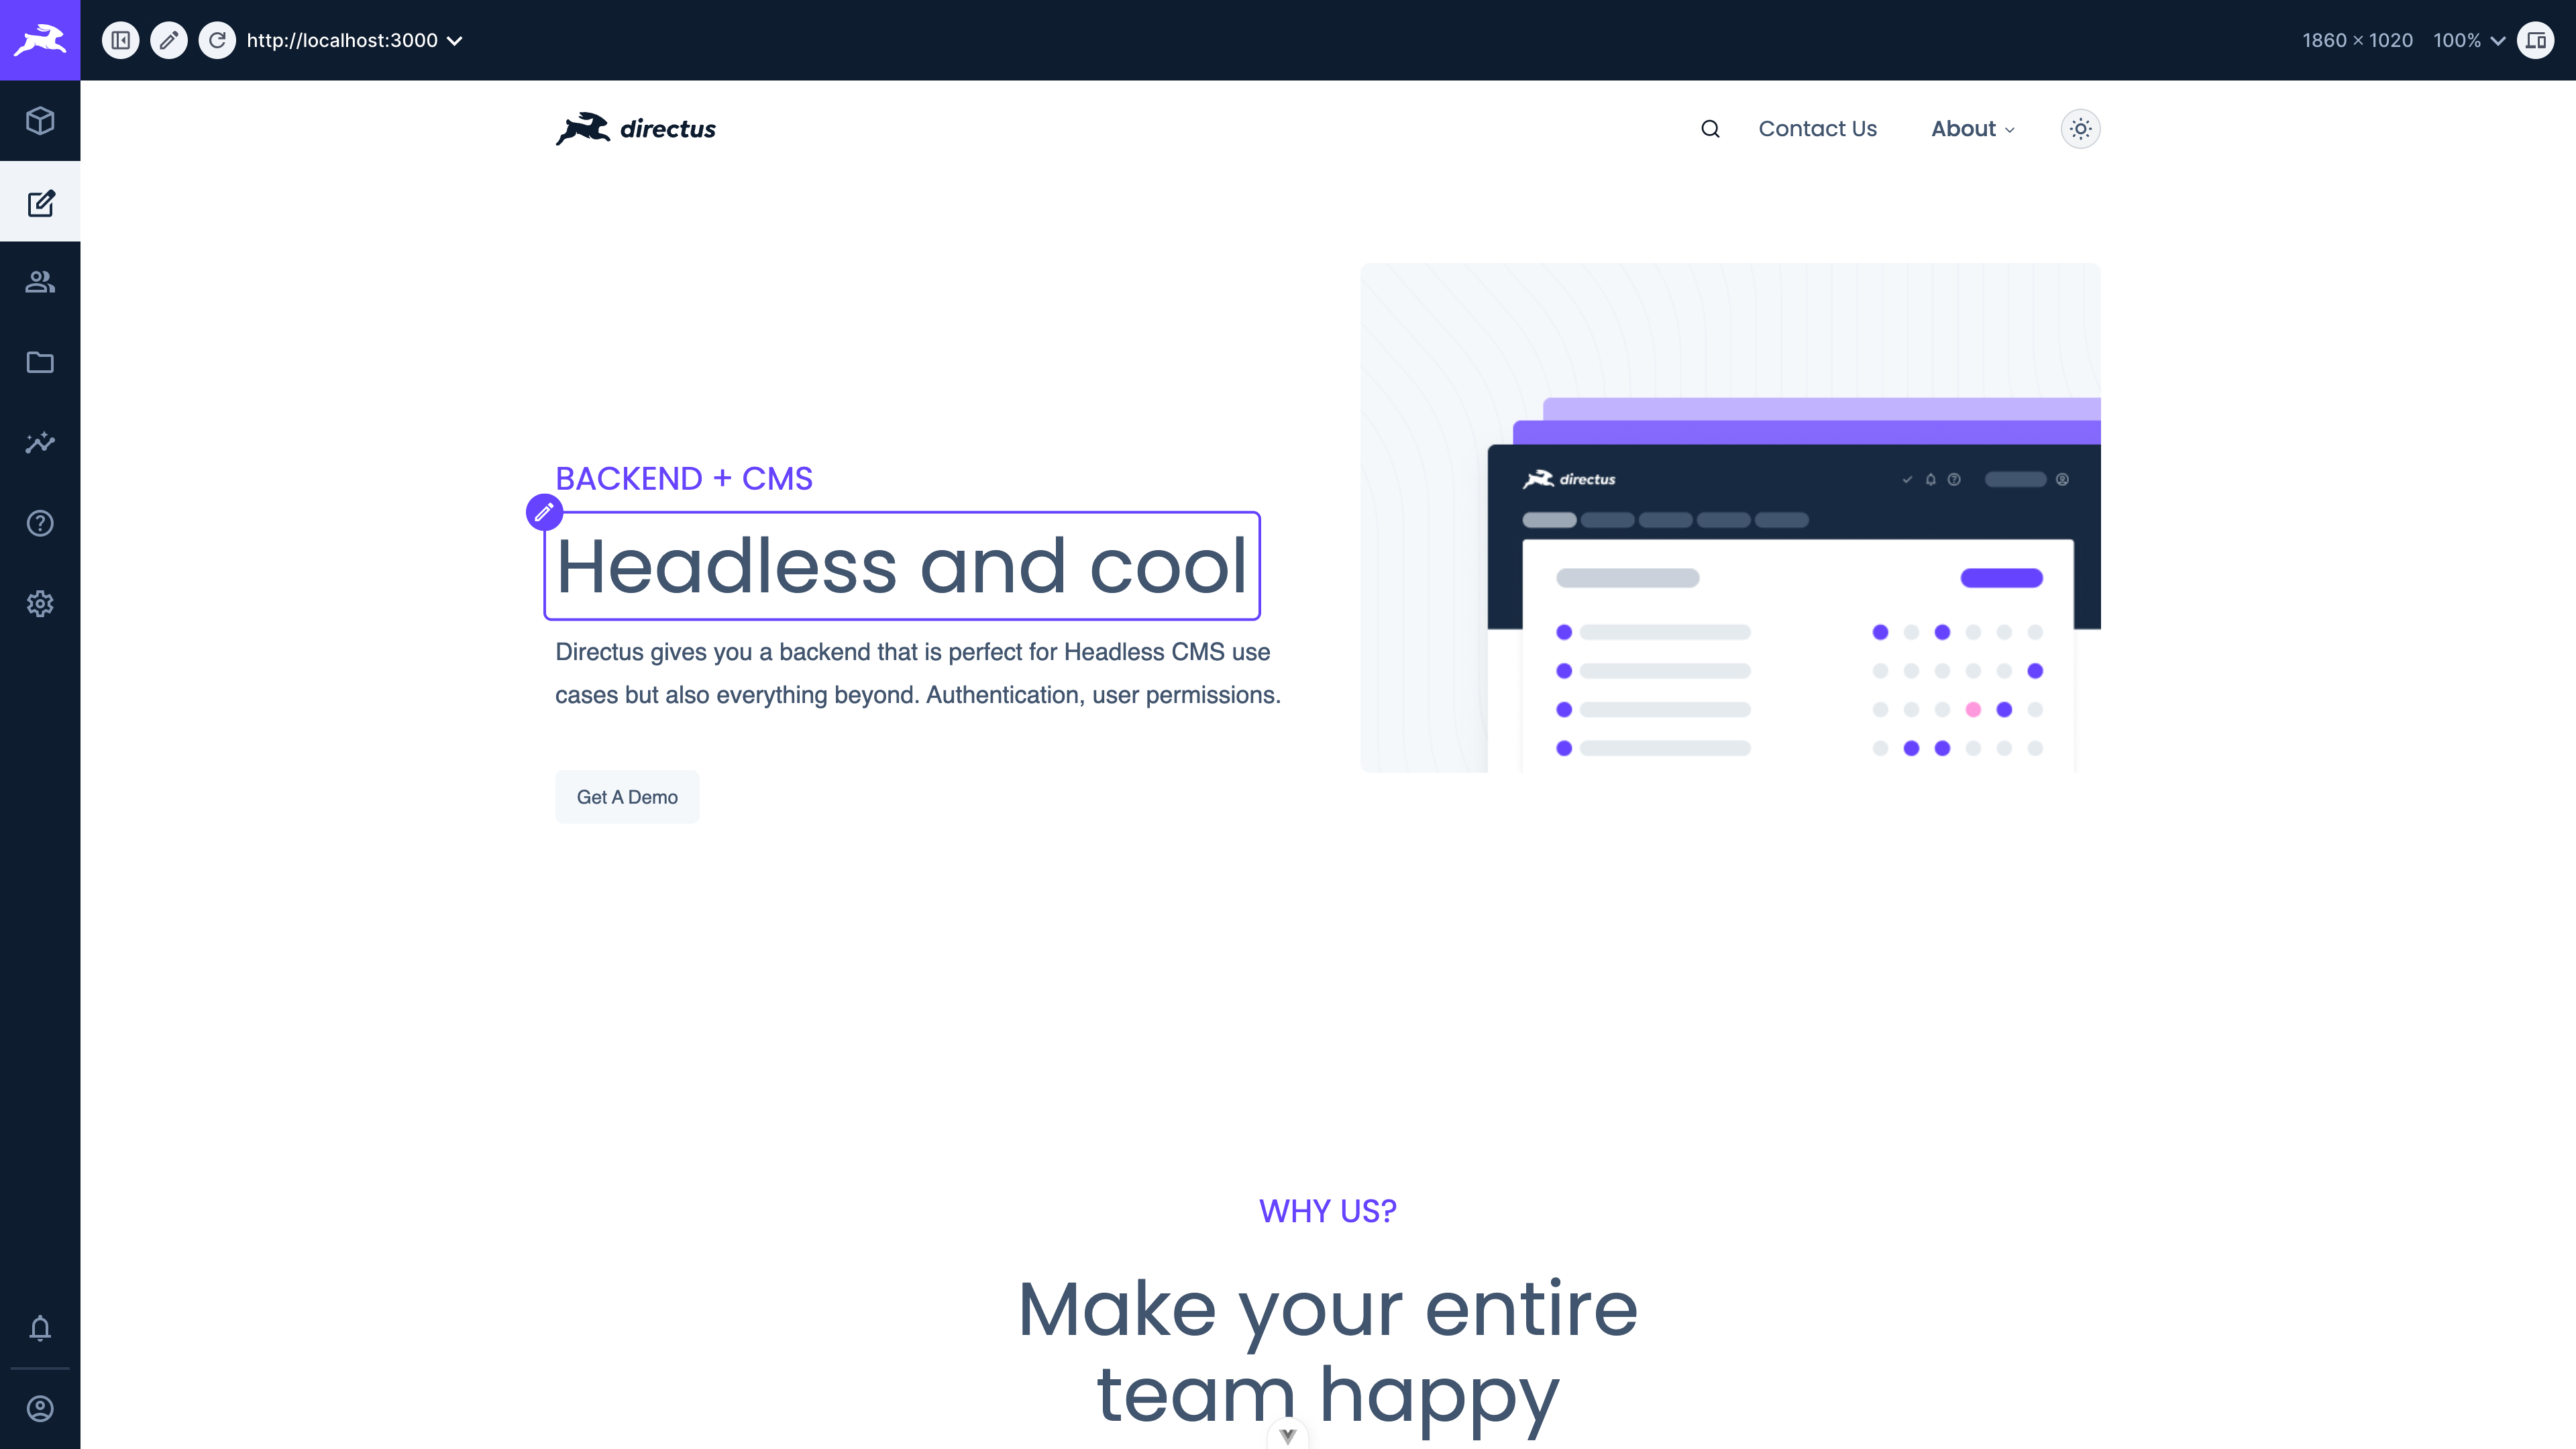 http://localhost:3000
1860 × 1020 100%
directus
Contact Us
About
BACKEND + CMS
Headless and cool
Directus gives you a backend that is perfect for Headless CMS use
cases but also everything beyond. Authentication, user permissions.
Get A Demo
directus
WHY US?
Make your entire
team happy